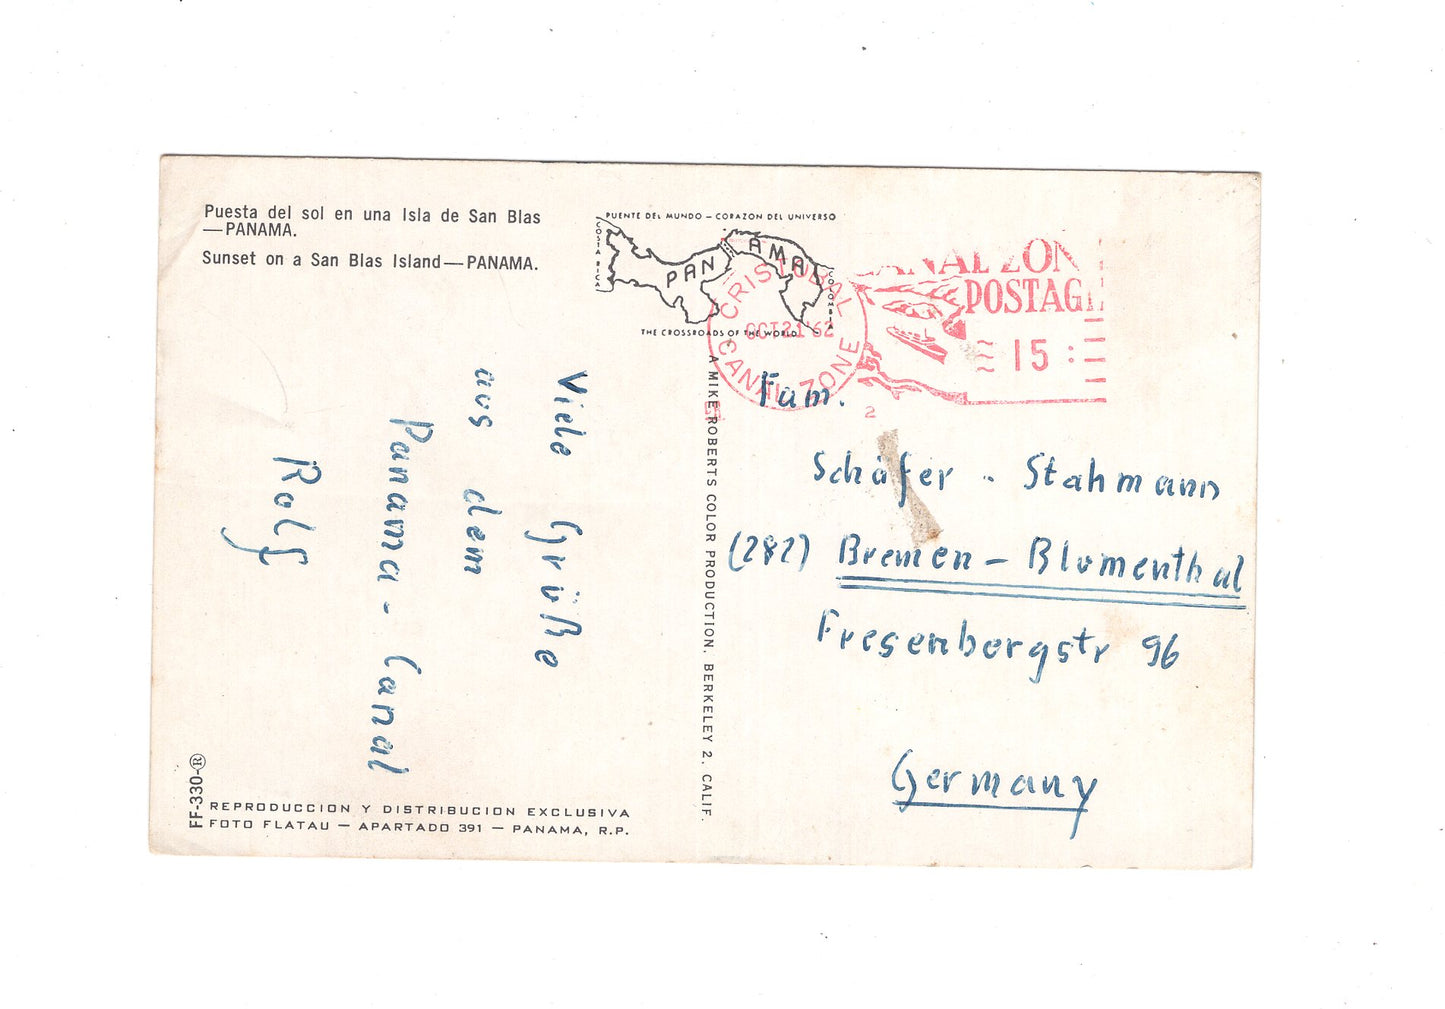 Puesta del sol en una Isla de San Blas
—PANAMA.
Sunset on a San Blas Island—PANAMA.
PUENTE DEL MUNDO – CORAZON DEL UNIVERSO
COSTA RICA
PANAMA
COLOMBIA
THE CROSSROADS OF THE WORLD
CRISTOBAL
OCT 21 '62
CANAL ZONE
CANAL ZONE
POSTAGE
15
2
Viele Grüße
aus dem
Panama - Canal
Rolf
A MIKE ROBERTS COLOR PRODUCTION, BERKELEY 2, CALIF.
Fam.
Schäfer - Stahmann
(282) Bremen - Blumenthal
Fresenbergstr 96
Germany
FF-330-®
REPRODUCCION Y DISTRIBUCION EXCLUSIVA
FOTO FLATAU — APARTADO 391 — PANAMA, R.P.